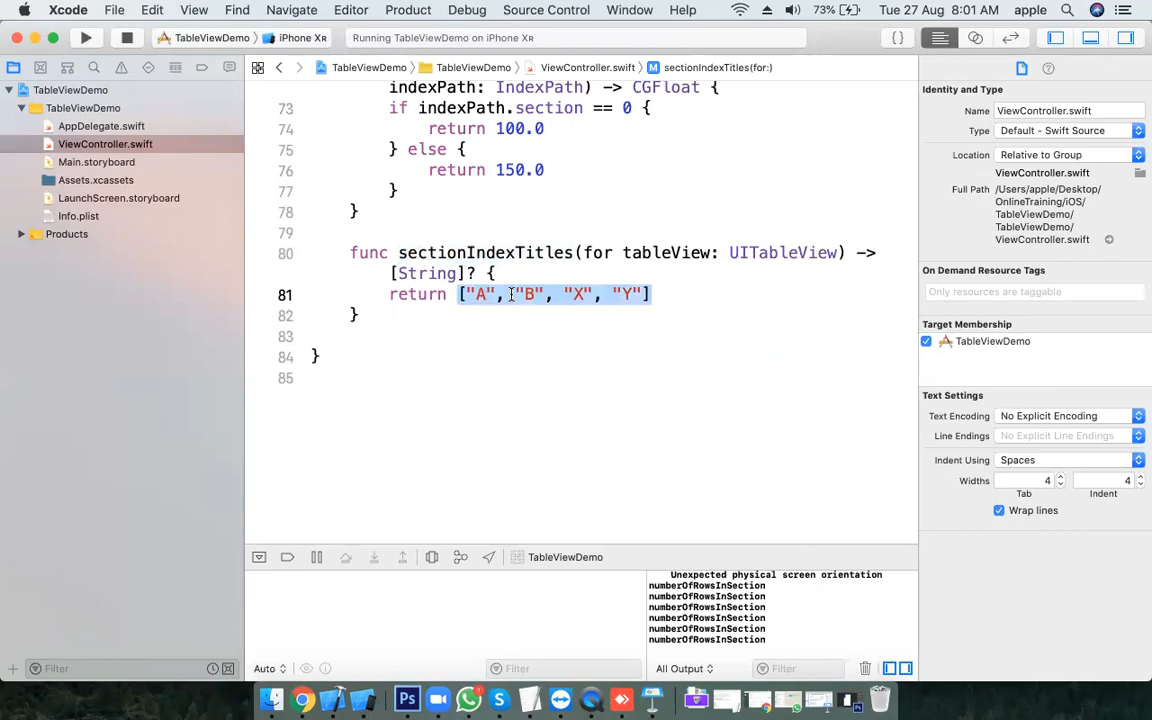 Xcode File Edit View Find Navigate Editor Product Debug Source Control Window Help 73% Tue 27 Aug 8:01 AM apple
TableViewDemo iPhone XR Running TableViewDemo on iPhone XR {}
TableViewDemo TableViewDemo ViewController.swift M sectionIndexTitles(for:)
TableViewDemo
TableViewDemo
AppDelegate.swift
ViewController.swift
Main.storyboard
Assets.xcassets
LaunchScreen.storyboard
Info.plist
Products
Filter
indexPath: IndexPath) -> CGFloat {
73 if indexPath.section == 0 {
74 return 100.0
75 } else {
76 return 150.0
77 }
78 }
79
80 func sectionIndexTitles(for tableView: UITableView) ->
[String]? {
81 return ["A", "B", "X", "Y"]
82 }
83
84 }
85
TableViewDemo
Auto Filter
Unexpected physical screen orientation
numberOfRowsInSection
numberOfRowsInSection
numberOfRowsInSection
numberOfRowsInSection
numberOfRowsInSection
numberOfRowsInSection
All Output Filter
Identity and Type
Name ViewController.swift
Type Default - Swift Source
Location Relative to Group
ViewController.swift
Full Path /Users/apple/Desktop/
OnlineTraining/iOS/
TableViewDemo/
TableViewDemo/
ViewController.swift
On Demand Resource Tags
Only resources are taggable
Target Membership
TableViewDemo
Text Settings
Text Encoding No Explicit Encoding
Line Endings No Explicit Line Endings
Indent Using Spaces
Widths 4 4
Tab Indent
Wrap lines
Ps
1